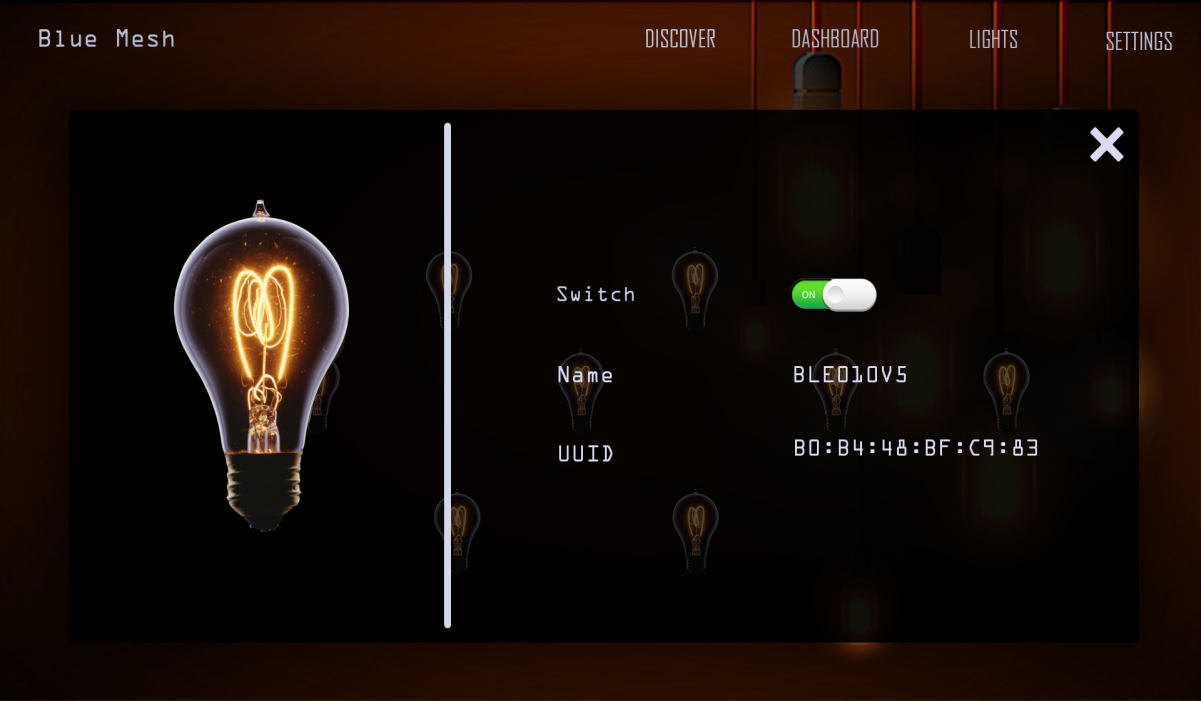 Blue Mesh
DISCOVER DASHBOARD LIGHTS SETTINGS
Switch ON
Name BLE010V5
UUID B0:B4:48:BF:C9:83